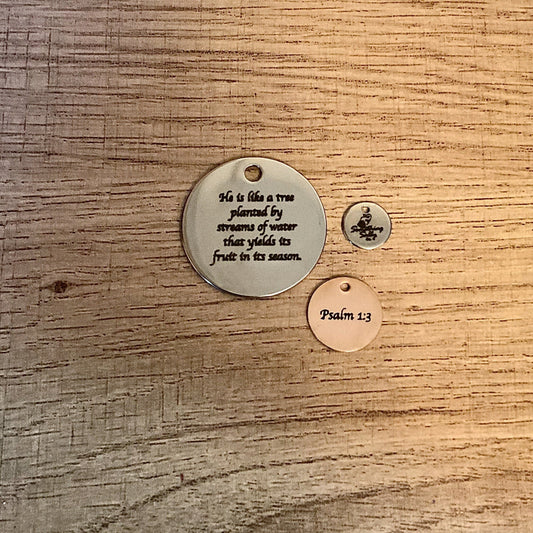 He is like a tree
planted by
streams of water
that yields its
fruit in its season.
Something
Psalm 1:3